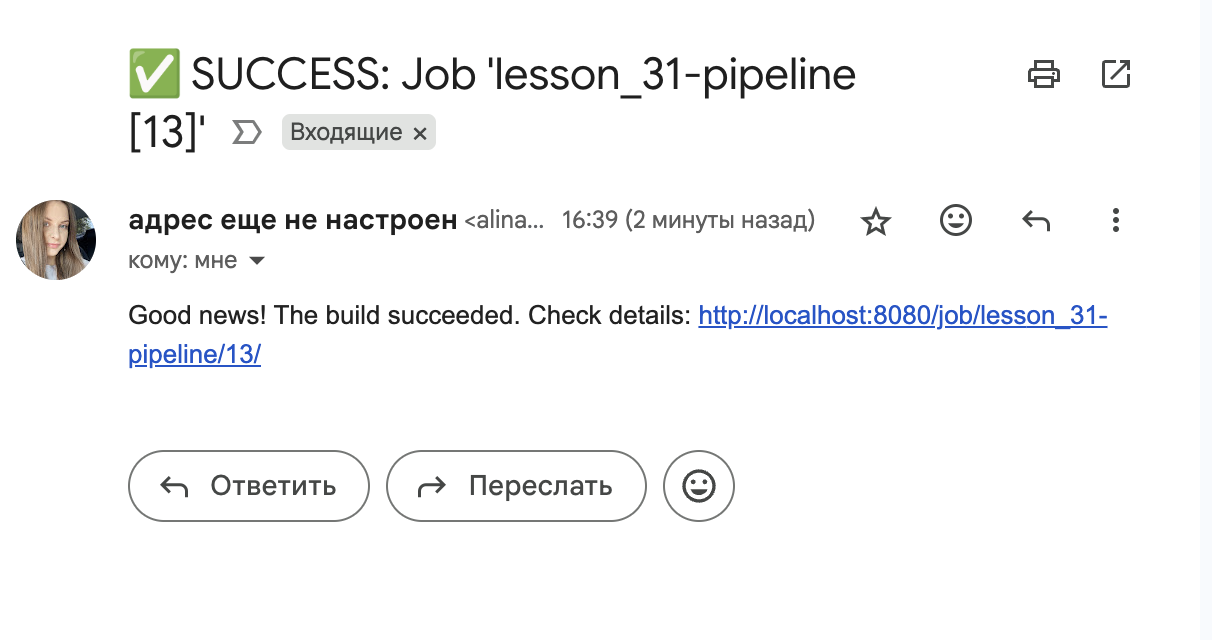 ✅ SUCCESS: Job 'lesson_31-pipeline
[13]' Входящие ×
адрес еще не настроен <alina... 16:39 (2 минуты назад)
кому: мне
Good news! The build succeeded. Check details: http://localhost:8080/job/lesson_31-
pipeline/13/
Ответить Переслать